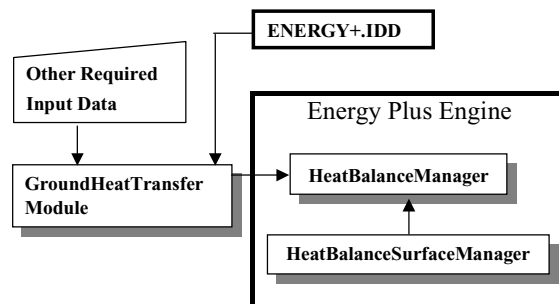 ENERGY+.IDD
Other Required
Input Data
Energy Plus Engine
GroundHeatTransfer
Module
HeatBalanceManager
HeatBalanceSurfaceManager